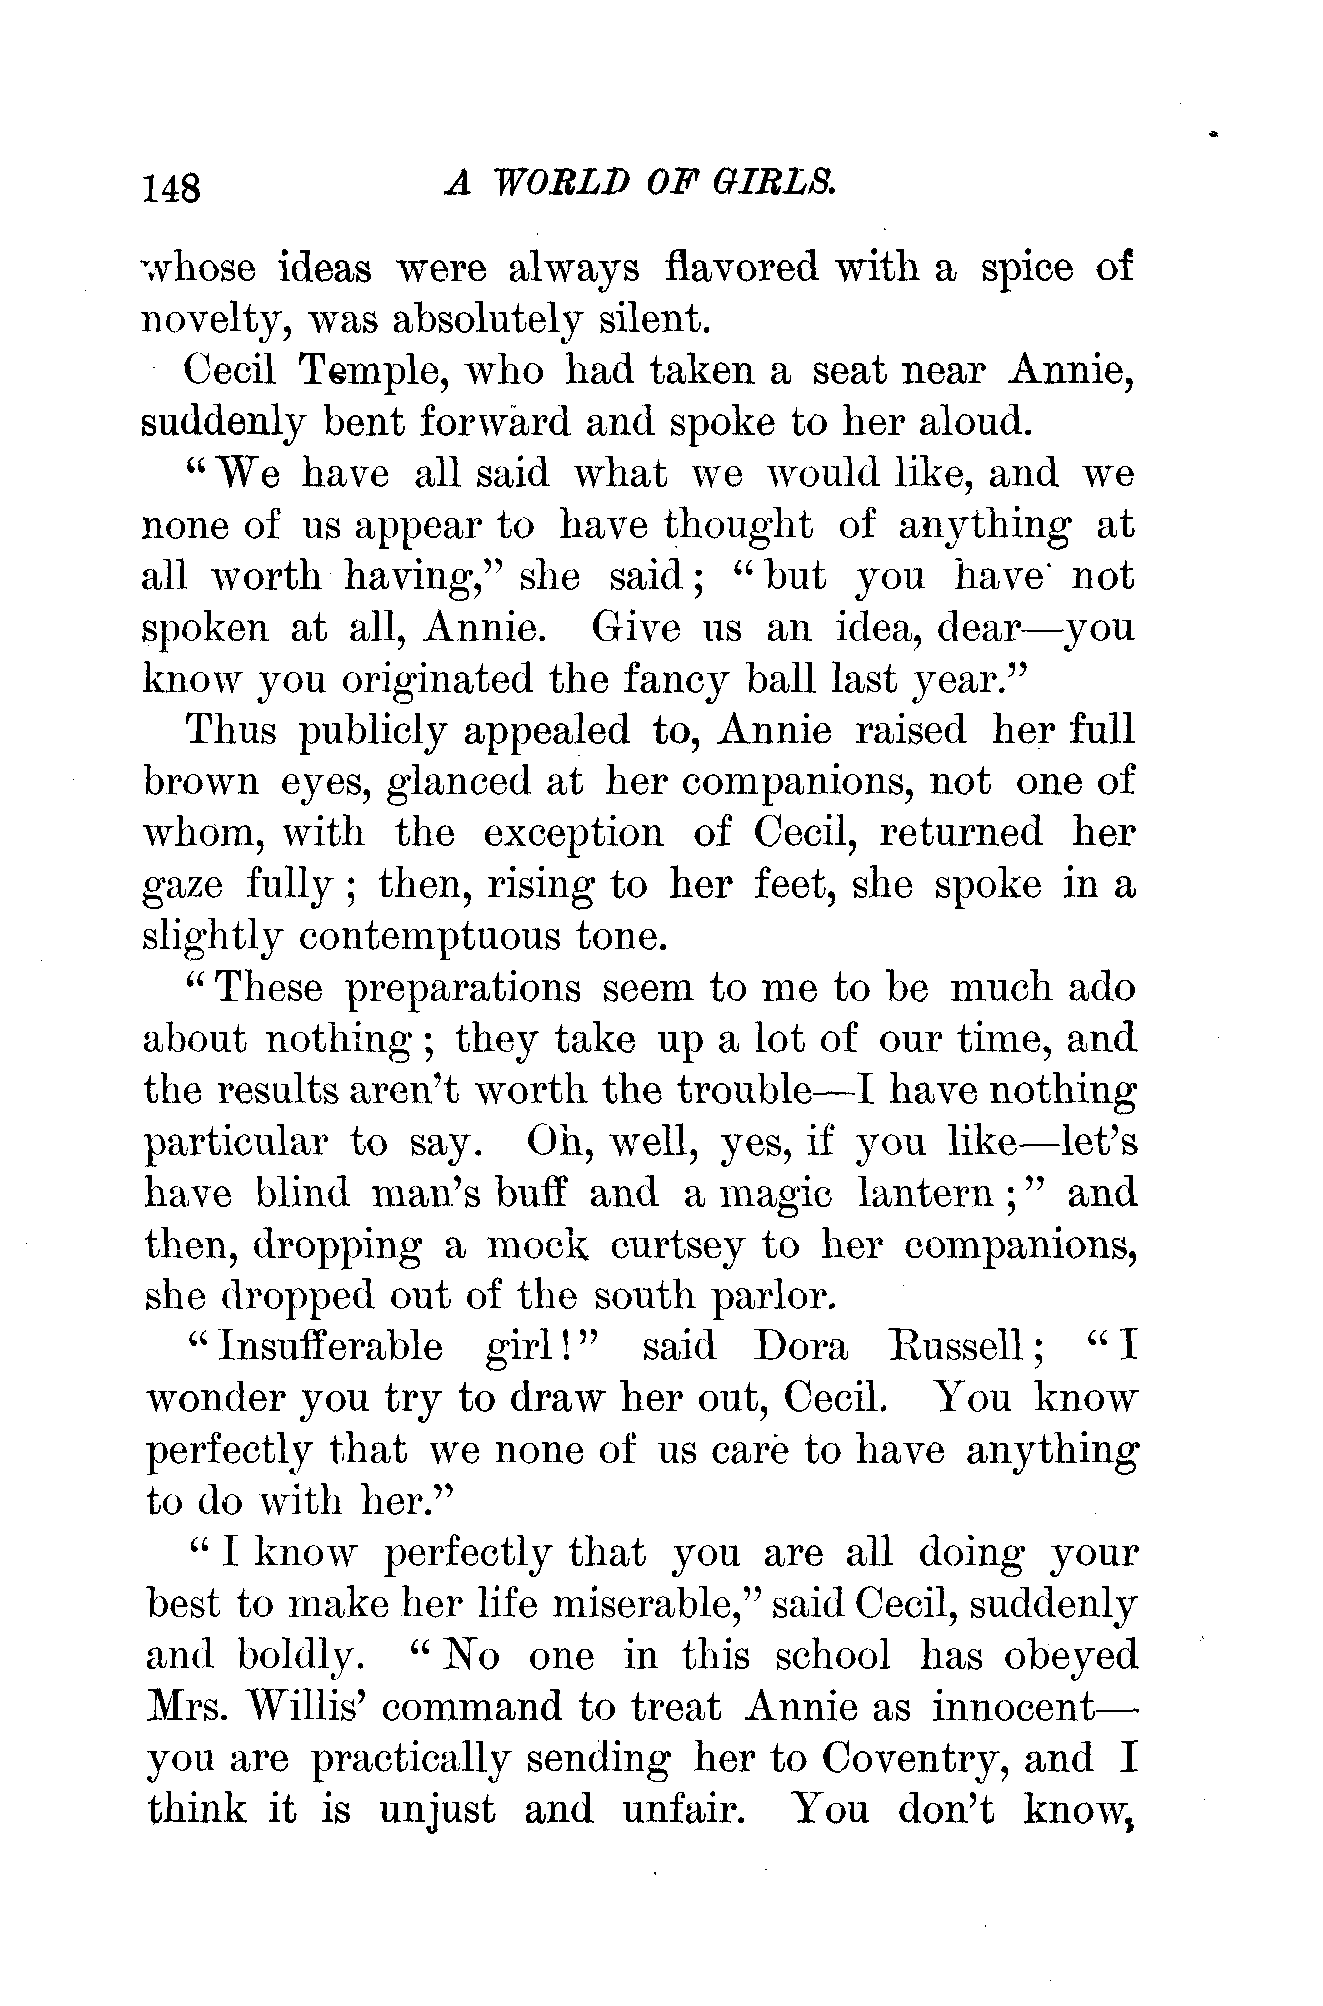 148 A WORLD OF GIRLS.
whose ideas were always flavored with a spice of
novelty, was absolutely silent.
Cecil Temple, who had taken a seat near Annie,
suddenly bent forward and spoke to her aloud.
“We have all said what we would like, and we
none of us appear to have thought of anything at
all worth having,” she said; “but you have not
spoken at all, Annie. Give us an idea, dear—you
know you originated the fancy ball last year.”
Thus publicly appealed to, Annie raised her full
brown eyes, glanced at her companions, not one of
whom, with the exception of Cecil, returned her
gaze fully; then, rising to her feet, she spoke in a
slightly contemptuous tone.
“These preparations seem to me to be much ado
about nothing; they take up a lot of our time, and
the results aren’t worth the trouble—I have nothing
particular to say. Oh, well, yes, if you like—let’s
have blind man’s buff and a magic lantern;” and
then, dropping a mock curtsey to her companions,
she dropped out of the south parlor.
“Insufferable girl!” said Dora Russell; “I
wonder you try to draw her out, Cecil. You know
perfectly that we none of us care to have anything
to do with her.”
“I know perfectly that you are all doing your
best to make her life miserable,” said Cecil, suddenly
and boldly. “No one in this school has obeyed
Mrs. Willis’ command to treat Annie as innocent—
you are practically sending her to Coventry, and I
think it is unjust and unfair. You don’t know,